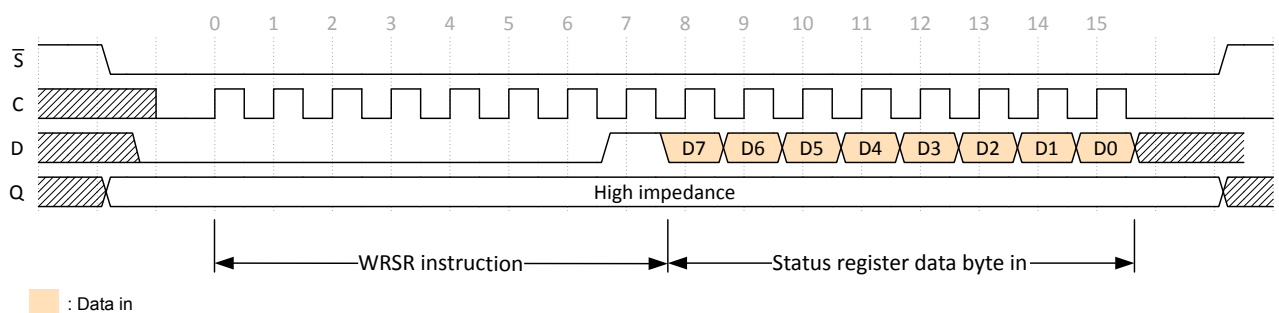 0 1 2 3 4 5 6 7 8 9 10 11 12 13 14 15
S̅
C
D D7 D6 D5 D4 D3 D2 D1 D0
Q High impedance
WRSR instruction Status register data byte in
: Data in